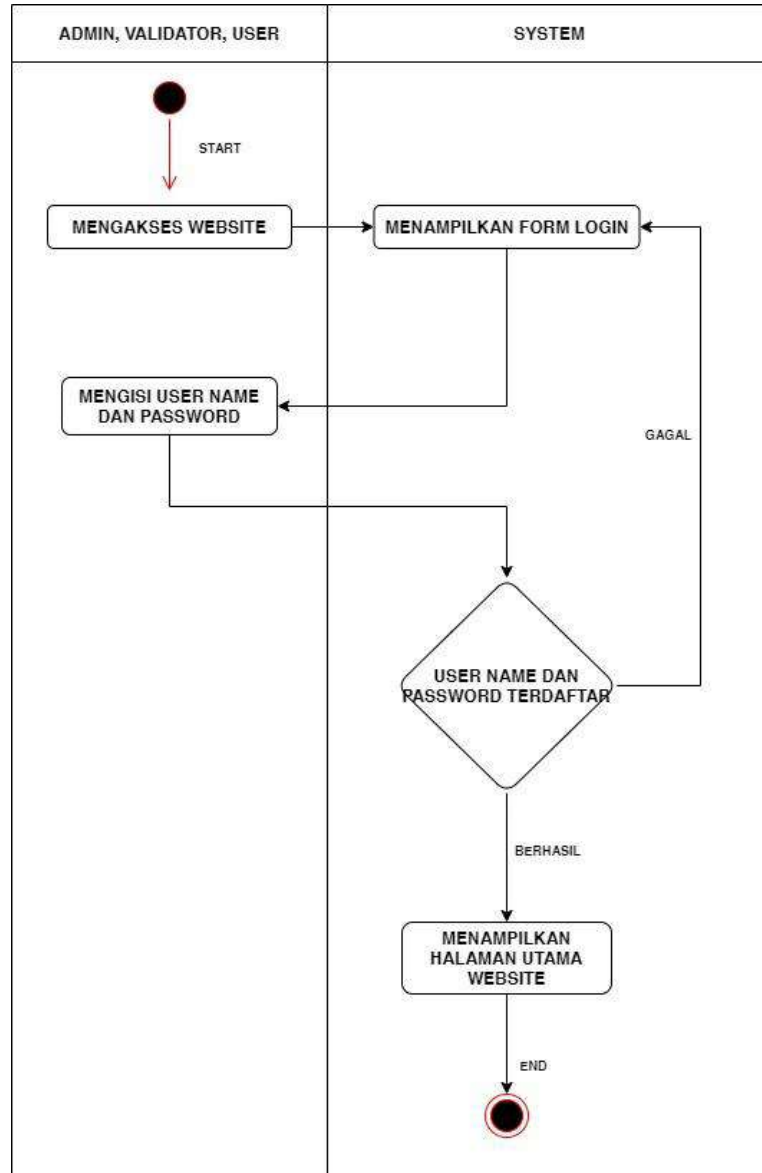 ADMIN, VALIDATOR, USER
SYSTEM
START
MENGAKSES WEBSITE
MENAMPILKAN FORM LOGIN
MENGISI USER NAME
DAN PASSWORD
GAGAL
USER NAME DAN
PASSWORD TERDAFTAR
BERHASIL
MENAMPILKAN
HALAMAN UTAMA
WEBSITE
END